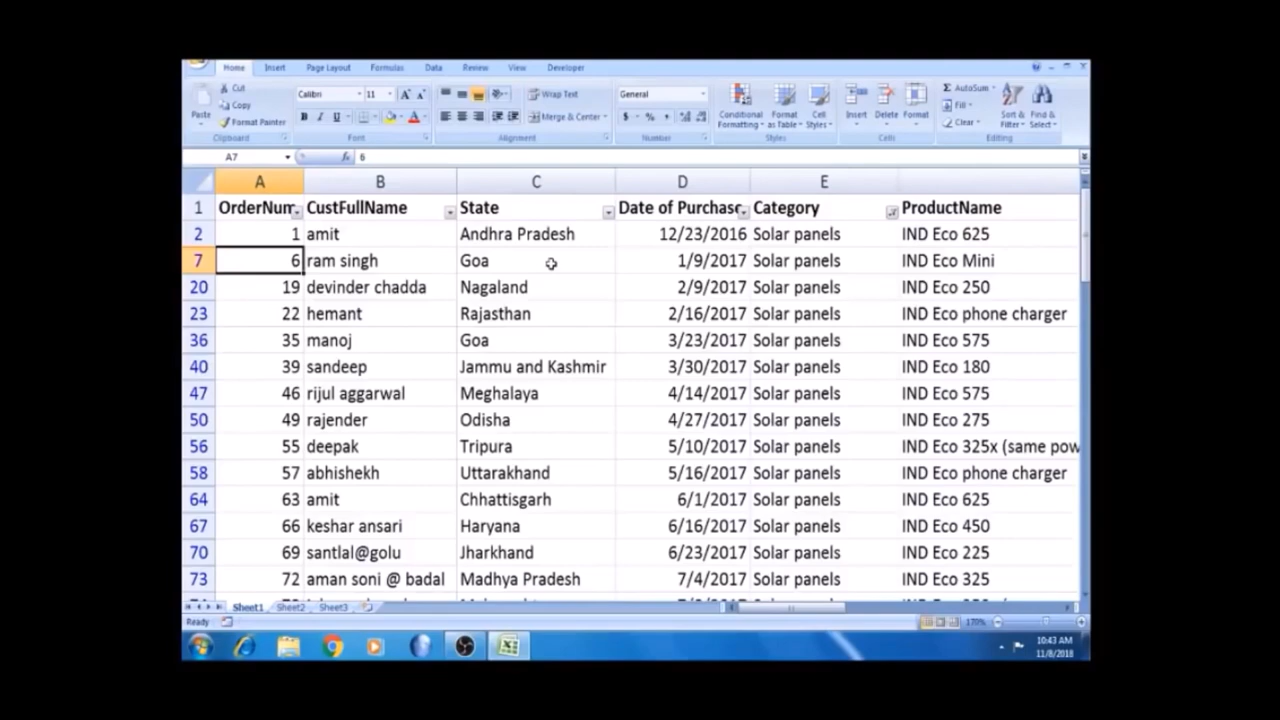 Home Insert Page Layout Formulas Data Review View Developer
Cut Calibri 11 A A Wrap Text General AutoSum
Copy Fill
Paste Format Painter B I U A Merge & Center $ % , Conditional Formatting Format as Table Cell Styles Insert Delete Format Clear Sort & Filter Find & Select
Clipboard Font Alignment Number Styles Cells Editing
A7 fx 6
A B C D E
1 OrderNum CustFullName State Date of Purchase Category ProductName
2 1 amit Andhra Pradesh 12/23/2016 Solar panels IND Eco 625
7 6 ram singh Goa 1/9/2017 Solar panels IND Eco Mini
20 19 devinder chadda Nagaland 2/9/2017 Solar panels IND Eco 250
23 22 hemant Rajasthan 2/16/2017 Solar panels IND Eco phone charger
36 35 manoj Goa 3/23/2017 Solar panels IND Eco 575
40 39 sandeep Jammu and Kashmir 3/30/2017 Solar panels IND Eco 180
47 46 rijul aggarwal Meghalaya 4/14/2017 Solar panels IND Eco 575
50 49 rajender Odisha 4/27/2017 Solar panels IND Eco 275
56 55 deepak Tripura 5/10/2017 Solar panels IND Eco 325x (same pow
58 57 abhishekh Uttarakhand 5/16/2017 Solar panels IND Eco phone charger
64 63 amit Chhattisgarh 6/1/2017 Solar panels IND Eco 625
67 66 keshar ansari Haryana 6/16/2017 Solar panels IND Eco 450
70 69 santlal@golu Jharkhand 6/23/2017 Solar panels IND Eco 225
73 72 aman soni @ badal Madhya Pradesh 7/4/2017 Solar panels IND Eco 325
Sheet1 Sheet2 Sheet3
Ready 170%
10:43 AM
11/8/2018